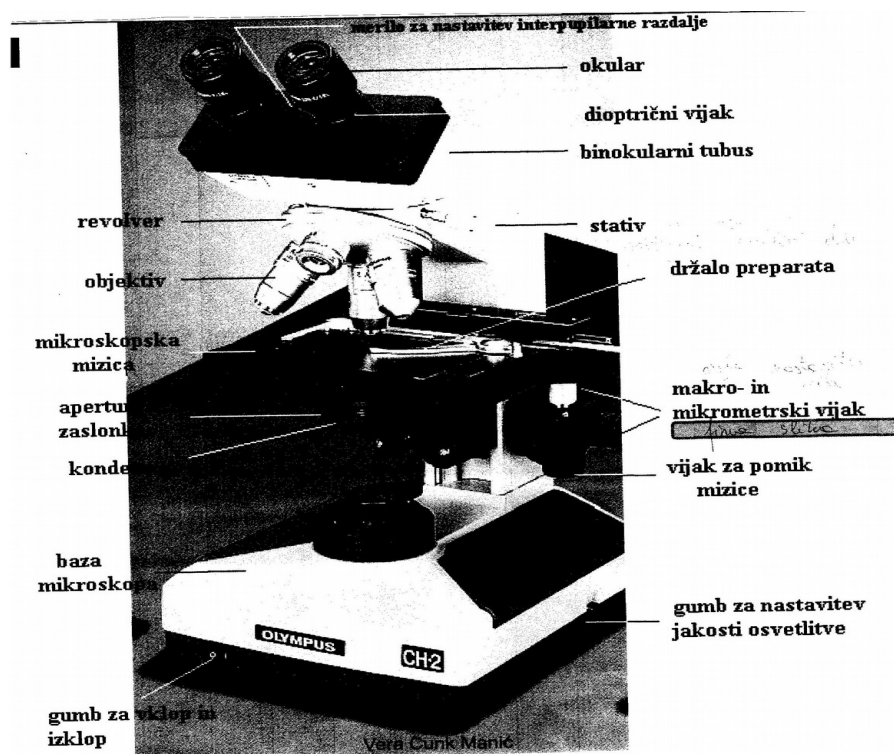 merilo za nastavitev interpupilarne razdalje
okular
dioptrični vijak
binokularni tubus
revolver
stativ
objektiv
držalo preparata
mikroskopska
mizica
makro- in
mikrometrski vijak
zaslonk
vijak za pomik
mizice
baza
mikroskopa
gumb za nastavitev
jakosti osvetlitve
OLYMPUS
CH-2
gumb za vklop in
izklop
Vera Čunk Manić